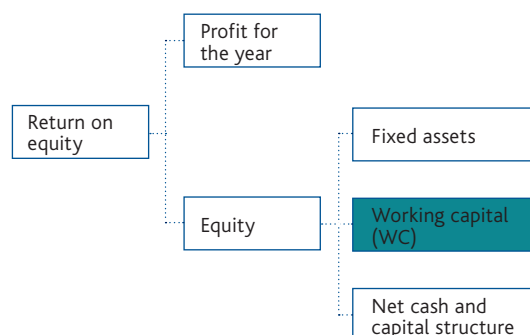 Profit for
the year
Return on
equity
Fixed assets
Equity
Working capital
(WC)
Net cash and
capital structure